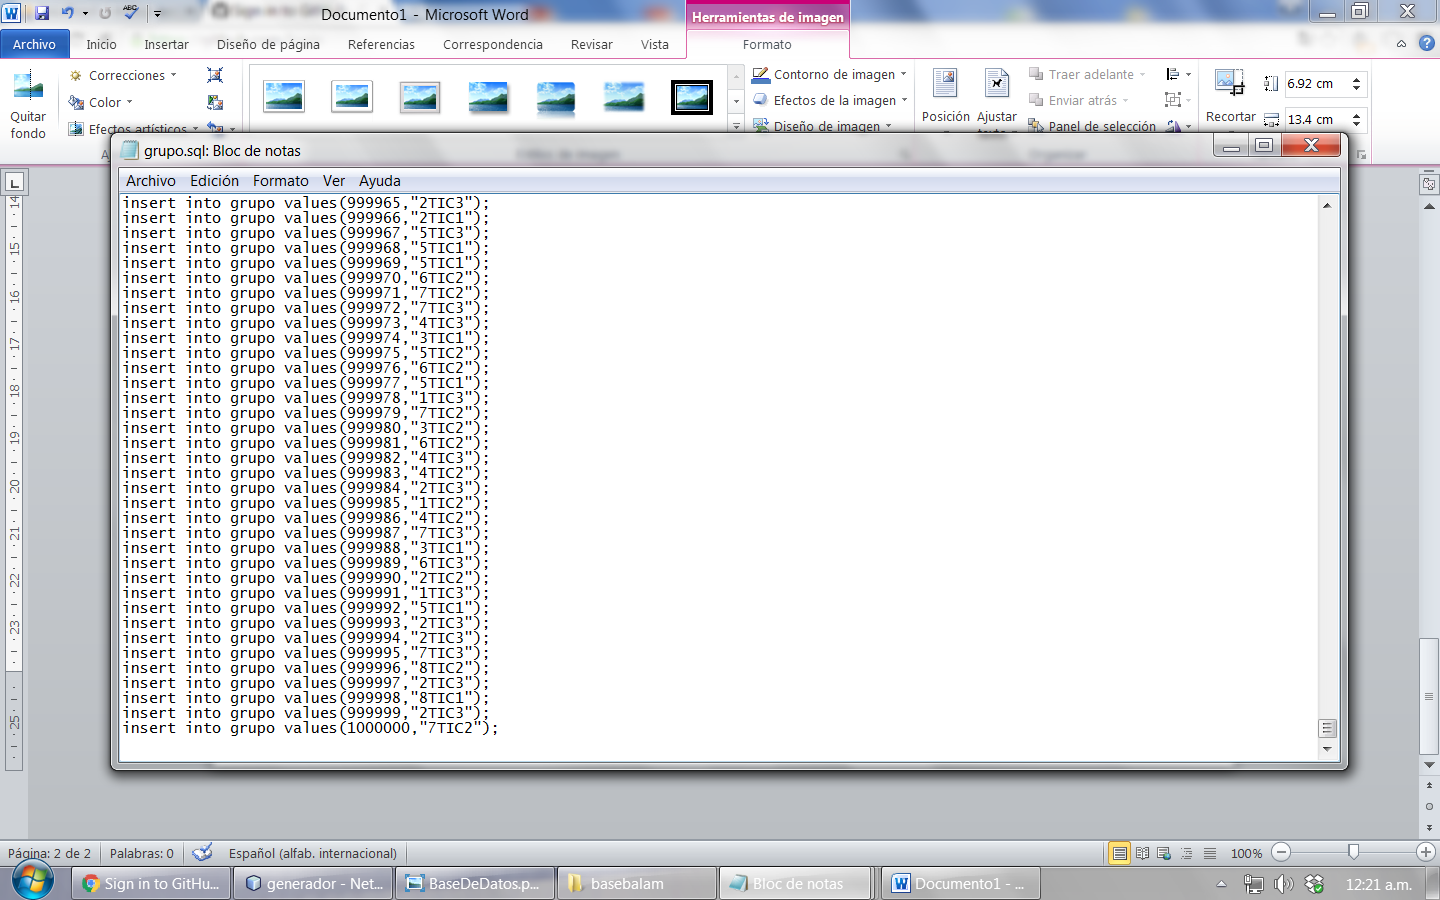 Documento1 - Microsoft Word
Herramientas de imagen
Archivo
Inicio
Insertar
Diseño de página
Referencias
Correspondencia
Revisar
Vista
Formato
Quitar fondo
Correcciones
Color
Efectos artísticos
Contorno de imagen
Efectos de la imagen
Diseño de imagen
Posición
Ajustar
Traer adelante
Enviar atrás
Panel de selección
Recortar
6.92 cm
13.4 cm
grupo.sql: Bloc de notas
Archivo Edición Formato Ver Ayuda
insert into grupo values(999965,"2TIC3");
insert into grupo values(999966,"2TIC1");
insert into grupo values(999967,"5TIC3");
insert into grupo values(999968,"5TIC1");
insert into grupo values(999969,"5TIC1");
insert into grupo values(999970,"6TIC2");
insert into grupo values(999971,"7TIC2");
insert into grupo values(999972,"7TIC3");
insert into grupo values(999973,"4TIC3");
insert into grupo values(999974,"3TIC1");
insert into grupo values(999975,"5TIC2");
insert into grupo values(999976,"6TIC2");
insert into grupo values(999977,"5TIC1");
insert into grupo values(999978,"1TIC3");
insert into grupo values(999979,"7TIC2");
insert into grupo values(999980,"3TIC2");
insert into grupo values(999981,"6TIC2");
insert into grupo values(999982,"4TIC3");
insert into grupo values(999983,"4TIC2");
insert into grupo values(999984,"2TIC3");
insert into grupo values(999985,"1TIC2");
insert into grupo values(999986,"4TIC2");
insert into grupo values(999987,"7TIC3");
insert into grupo values(999988,"3TIC1");
insert into grupo values(999989,"6TIC3");
insert into grupo values(999990,"2TIC2");
insert into grupo values(999991,"1TIC3");
insert into grupo values(999992,"5TIC1");
insert into grupo values(999993,"2TIC3");
insert into grupo values(999994,"2TIC3");
insert into grupo values(999995,"7TIC3");
insert into grupo values(999996,"8TIC2");
insert into grupo values(999997,"2TIC3");
insert into grupo values(999998,"8TIC1");
insert into grupo values(999999,"2TIC3");
insert into grupo values(1000000,"7TIC2");
14
15
16
17
18
19
20
21
22
23
25
Página: 2 de 2
Palabras: 0
Español (alfab. internacional)
100%
Sign in to GitHu...
generador - Net...
BaseDeDatos.p...
basebalam
Bloc de notas
Documento1 - ...
12:21 a.m.